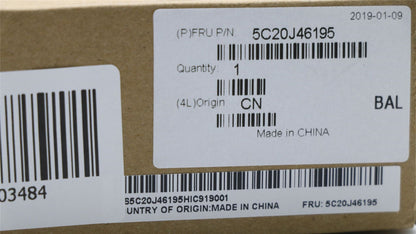 2019-01-09
(P)FRU P/N: 5C20J46195
Quantity: 1
(4L)Origin CN
BAL
Made in CHINA
03484
S5C20J46195HIC919001
UNTRY OF ORIGIN:MADE IN CHINA
FRU: 5C20J46195